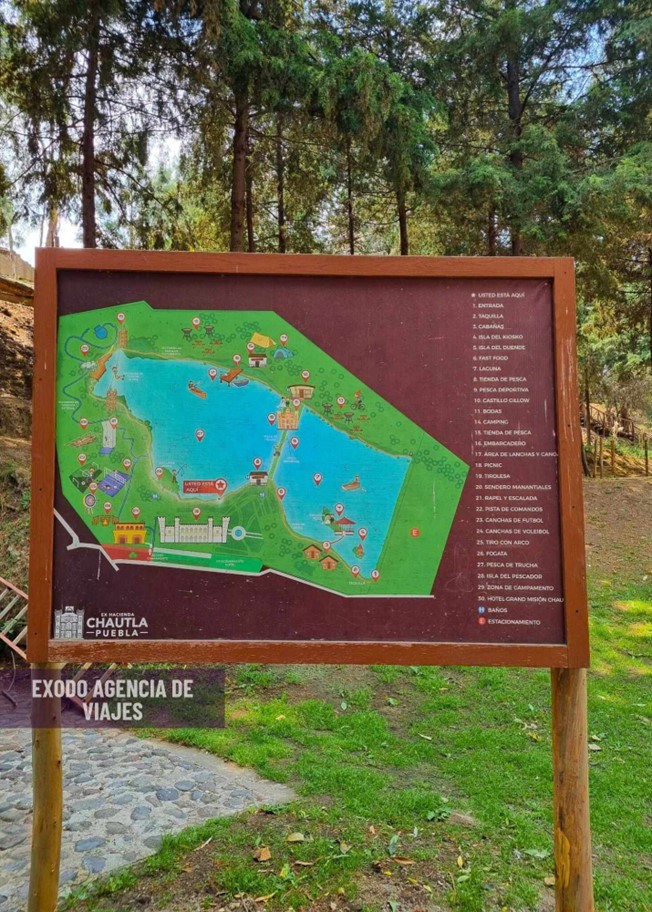 USTED ESTÁ AQUÍ
1. ENTRADA
2. TAQUILLA
3. CABAÑAS
4. ISLA DEL KIOSKO
5. ISLA DEL DUENDE
6. FAST FOOD
7. LAGUNA
8. TIENDA DE PESCA
9. PESCA DEPORTIVA
10. CASTILLO GILLOW
11. BODAS
14. CAMPING
15. TIENDA DE PESCA
16. EMBARCADERO
17. ÁREA DE LANCHAS Y CANO
18. PICNIC
19. TIROLESA
20. SENDERO MANANTIALES
21. RAPEL Y ESCALADA
22. PISTA DE COMANDOS
23. CANCHAS DE FUTBOL
24. CANCHAS DE VOLEIBOL
25. TIRO CON ARCO
26. FOGATA
27. PESCA DE TRUCHA
28. ISLA DEL PESCADOR
29. ZONA DE CAMPAMENTO
30. HOTEL GRAND MISIÓN CHAU
BAÑOS
E ESTACIONAMIENTO
USTED ESTÁ
AQUÍ
E
EX HACIENDA
CHAUTLA
PUEBLA
EXODO AGENCIA DE
VIAJES